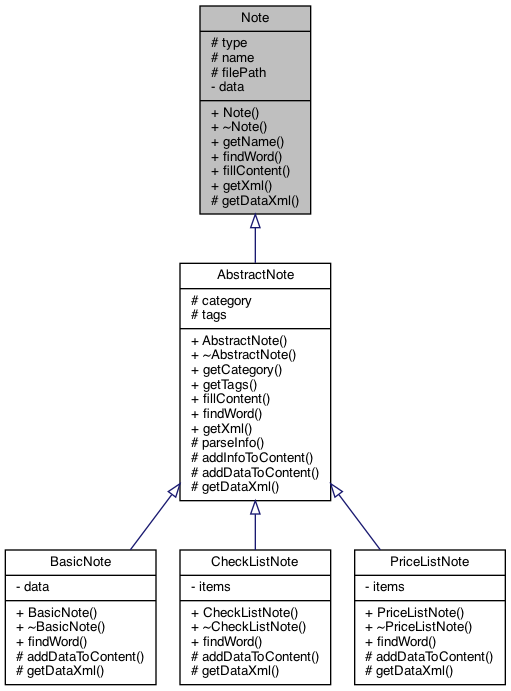 Note
# type
# name
# filePath
- data
+ Note()
+ ~Note()
+ getName()
+ findWord()
+ fillContent()
+ getXml()
# getDataXml()
AbstractNote
# category
# tags
+ AbstractNote()
+ ~AbstractNote()
+ getCategory()
+ getTags()
+ fillContent()
+ findWord()
+ getXml()
# parseInfo()
# addInfoToContent()
# addDataToContent()
# getDataXml()
BasicNote
- data
+ BasicNote()
+ ~BasicNote()
+ findWord()
# addDataToContent()
# getDataXml()
CheckListNote
- items
+ CheckListNote()
+ ~CheckListNote()
+ findWord()
# addDataToContent()
# getDataXml()
PriceListNote
- items
+ PriceListNote()
+ ~PriceListNote()
+ findWord()
# addDataToContent()
# getDataXml()